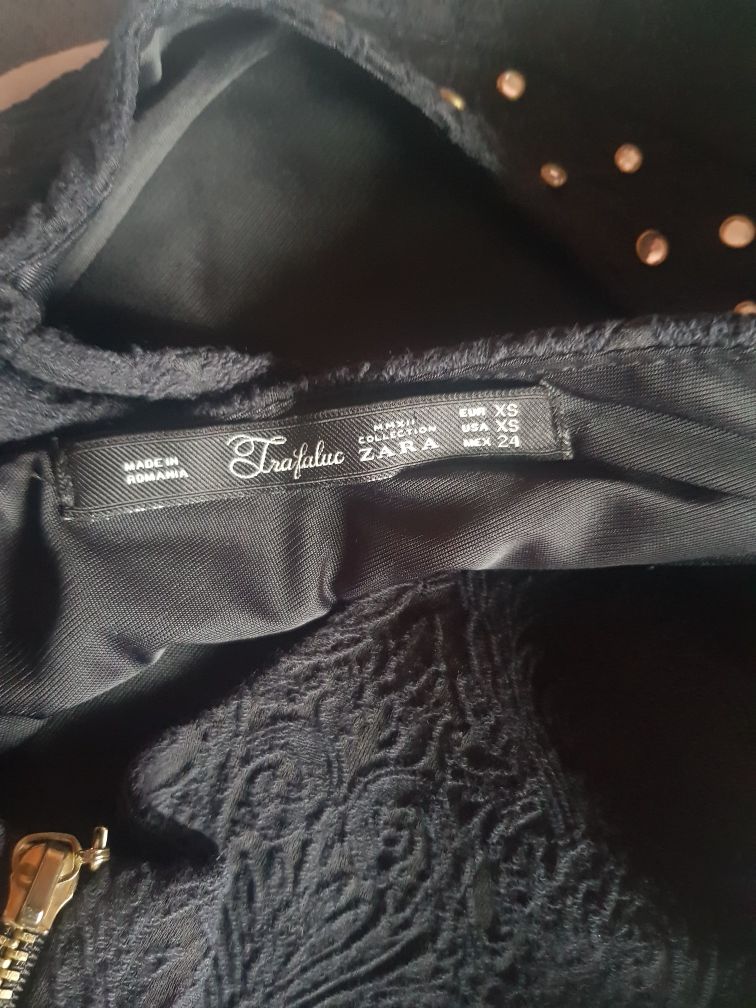 MADE IN
ROMANIA
Trafaluc
MMXII
COLLECTION
ZARA
EUR XS
USA XS
MEX 24